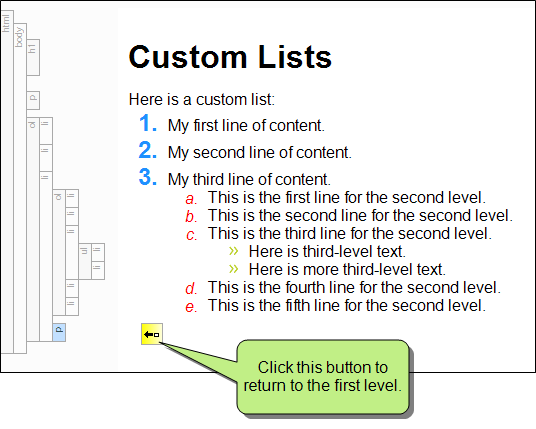 html
body
h1
p
ol
li
li
li
ol
li
li
li
ul
li
li
li
li
p
Custom Lists
Here is a custom list:
1. My first line of content.
2. My second line of content.
3. My third line of content.
a. This is the first line for the second level.
b. This is the second line for the second level.
c. This is the third line for the second level.
» Here is third-level text.
» Here is more third-level text.
d. This is the fourth line for the second level.
e. This is the fifth line for the second level.
Click this button to
return to the first level.